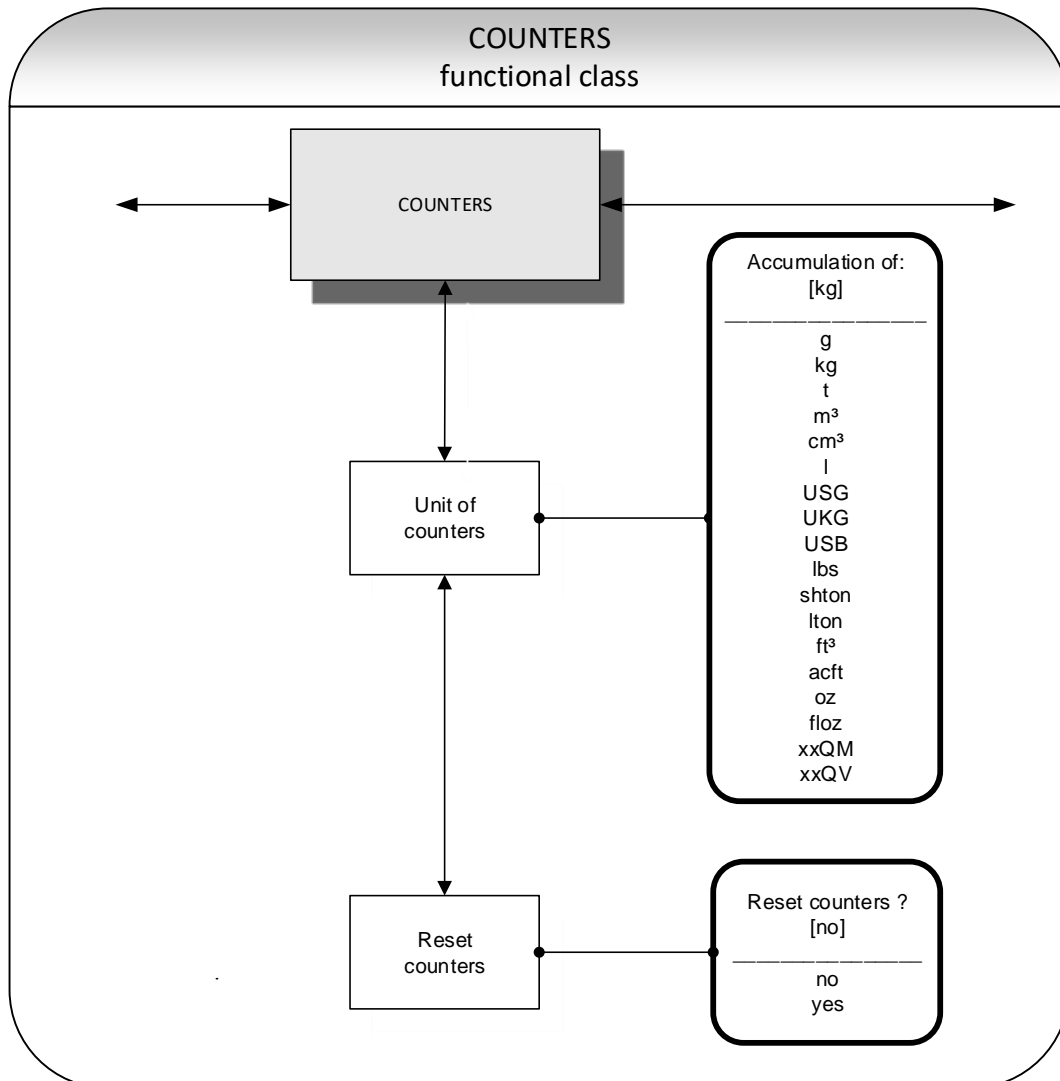 COUNTERS
functional class
COUNTERS
Unit of
counters
Accumulation of:
[kg]
g
kg
t
m³
cm³
l
USG
UKG
USB
lbs
shton
lton
ft³
acft
oz
floz
xxQM
xxQV
Reset
counters
Reset counters ?
[no]
no
yes